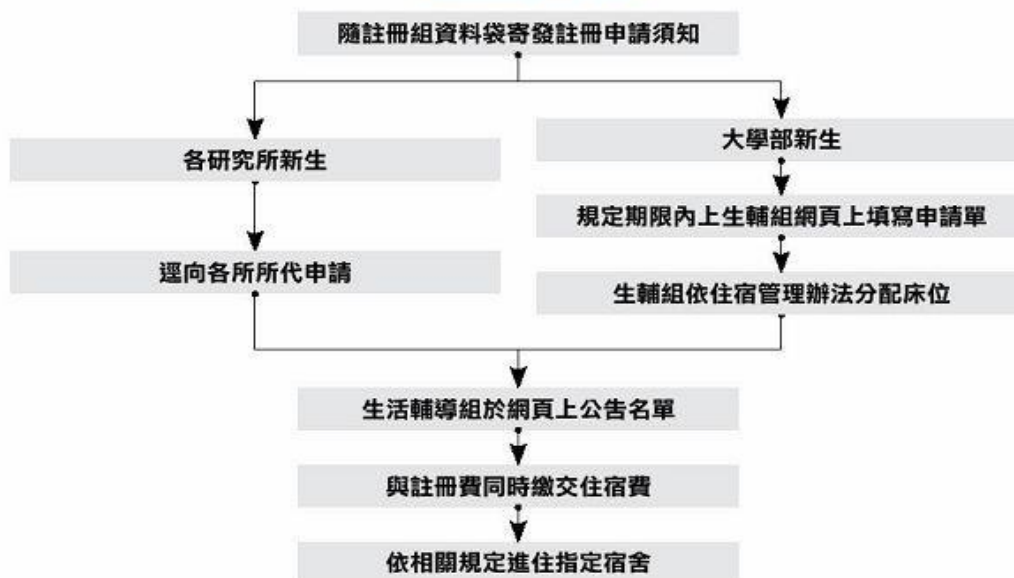 隨註冊組資料袋寄發註冊申請須知
各研究所新生
逕向各所所代申請
大學部新生
規定期限內上生輔組網頁上填寫申請單
生輔組依住宿管理辦法分配床位
生活輔導組於網頁上公告名單
與註冊費同時繳交住宿費
依相關規定進住指定宿舍